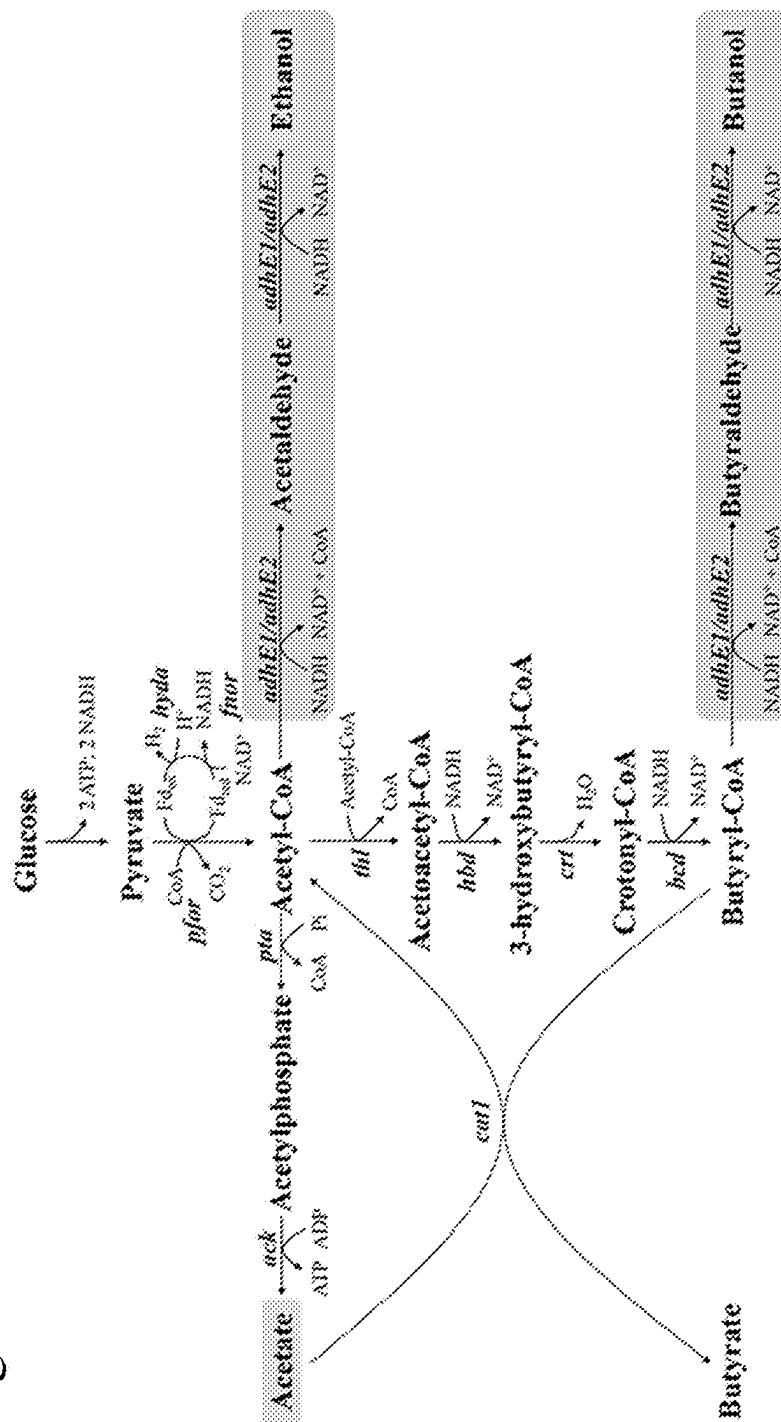 Glucose
2 ATP; 2 NADH
Pyruvate
CoA
CO₂
pfor
Fdₒₓ
Fdᵣₑd
H₂
hyda
H⁺
NADH
fnor
NAD⁺
Acetate
ack
ATP ADP
Acetylphosphate
pta
CoA Pi
Acetyl-CoA
adhE1/adhE2
NADH NAD⁺ + CoA
Acetaldehyde
adhE1/adhE2
NADH NAD⁺
Ethanol
thl
Acetyl-CoA
CoA
Acetoacetyl-CoA
hbd
NADH
NAD⁺
3-hydroxybutyryl-CoA
crt
H₂O
Crotonyl-CoA
bcd
NADH
NAD⁺
cat1
Butyrate
Butyryl-CoA
adhE1/adhE2
NADH NAD⁺ + CoA
Butyraldehyde
adhE1/adhE2
NADH NAD⁺
Butanol